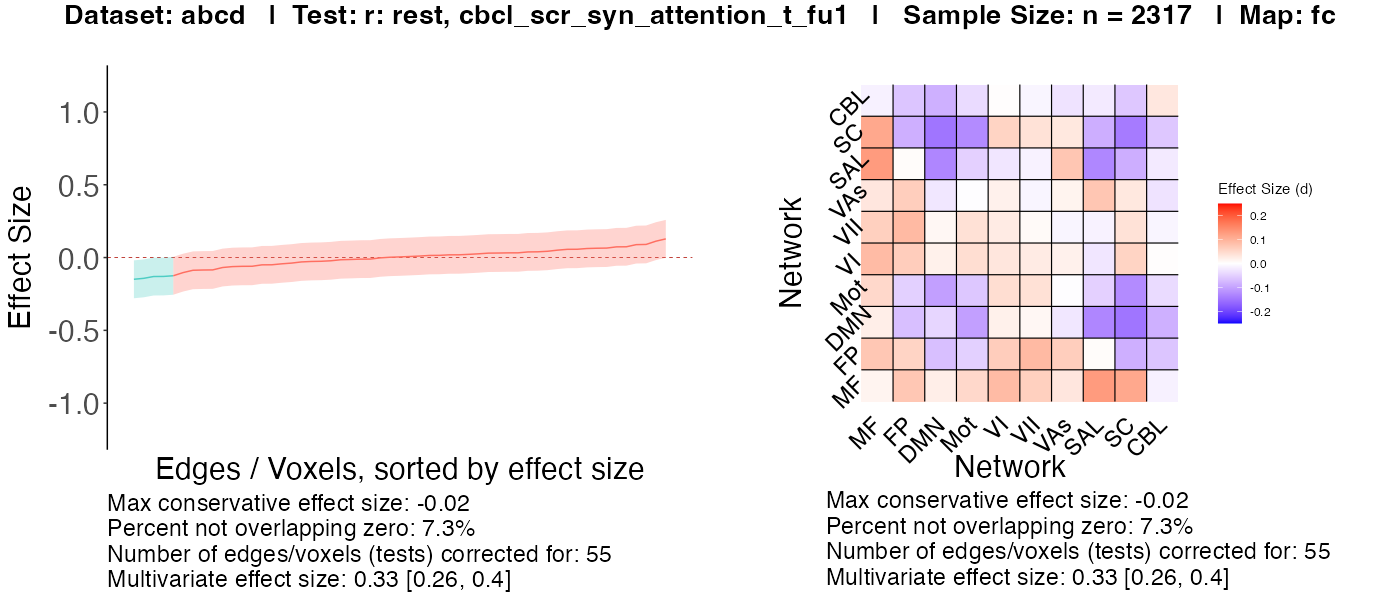 Dataset: abcd | Test: r: rest, cbcl_scr_syn_attention_t_fu1 | Sample Size: n = 2317 | Map: fc
Effect Size
1.0
0.5
0.0
-0.5
-1.0
Edges / Voxels, sorted by effect size
Max conservative effect size: -0.02
Percent not overlapping zero: 7.3%
Number of edges/voxels (tests) corrected for: 55
Multivariate effect size: 0.33 [0.26, 0.4]
Network
CBL
SC
SAL
VAs
VII
VI
Mot
DMN
FP
MF
MF
FP
DMN
Mot
VI
VII
VAs
SAL
SC
CBL
Network
Effect Size (d)
0.2
0.1
0.0
-0.1
-0.2
Max conservative effect size: -0.02
Percent not overlapping zero: 7.3%
Number of edges/voxels (tests) corrected for: 55
Multivariate effect size: 0.33 [0.26, 0.4]